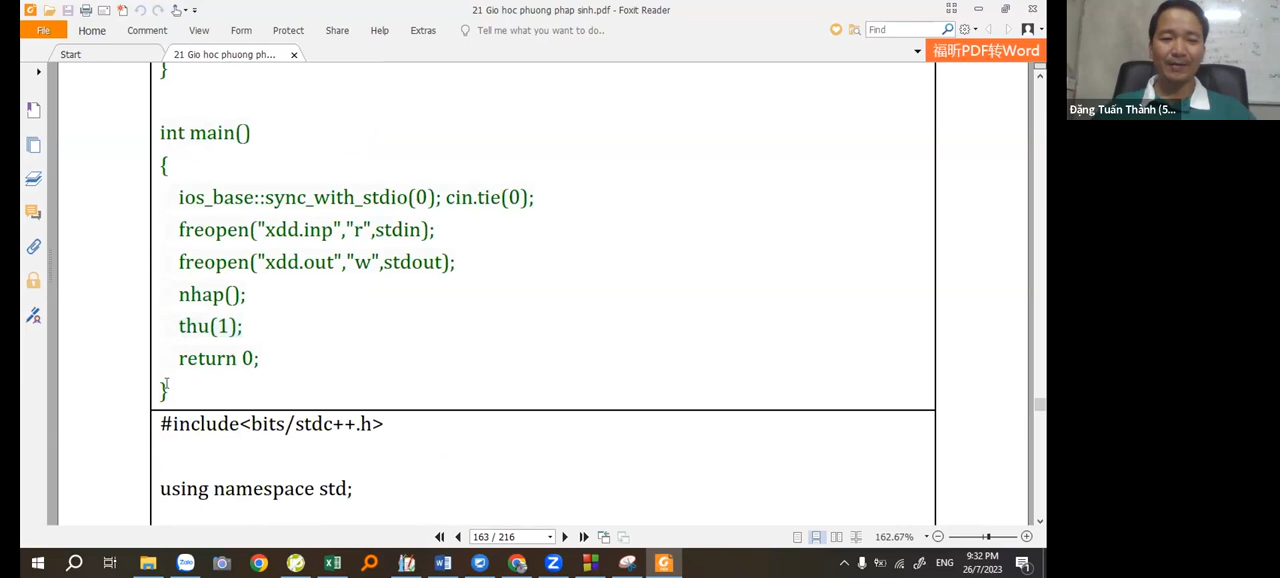 21 Gio hoc phuong phap sinh.pdf - Foxit Reader
File Home Comment View Form Protect Share Help Extras Tell me what you want to do.. Find
Start 21 Gio hoc phuong ph... 福昕PDF转Word
}
int main()
{
ios_base::sync_with_stdio(0); cin.tie(0);
freopen("xdd.inp","r",stdin);
freopen("xdd.out","w",stdout);
nhap();
thu(1);
return 0;
}
#include<bits/stdc++.h>
using namespace std;
163 / 216 162.67%
ENG 9:32 PM
26/7/2023
Đặng Tuấn Thành (5...